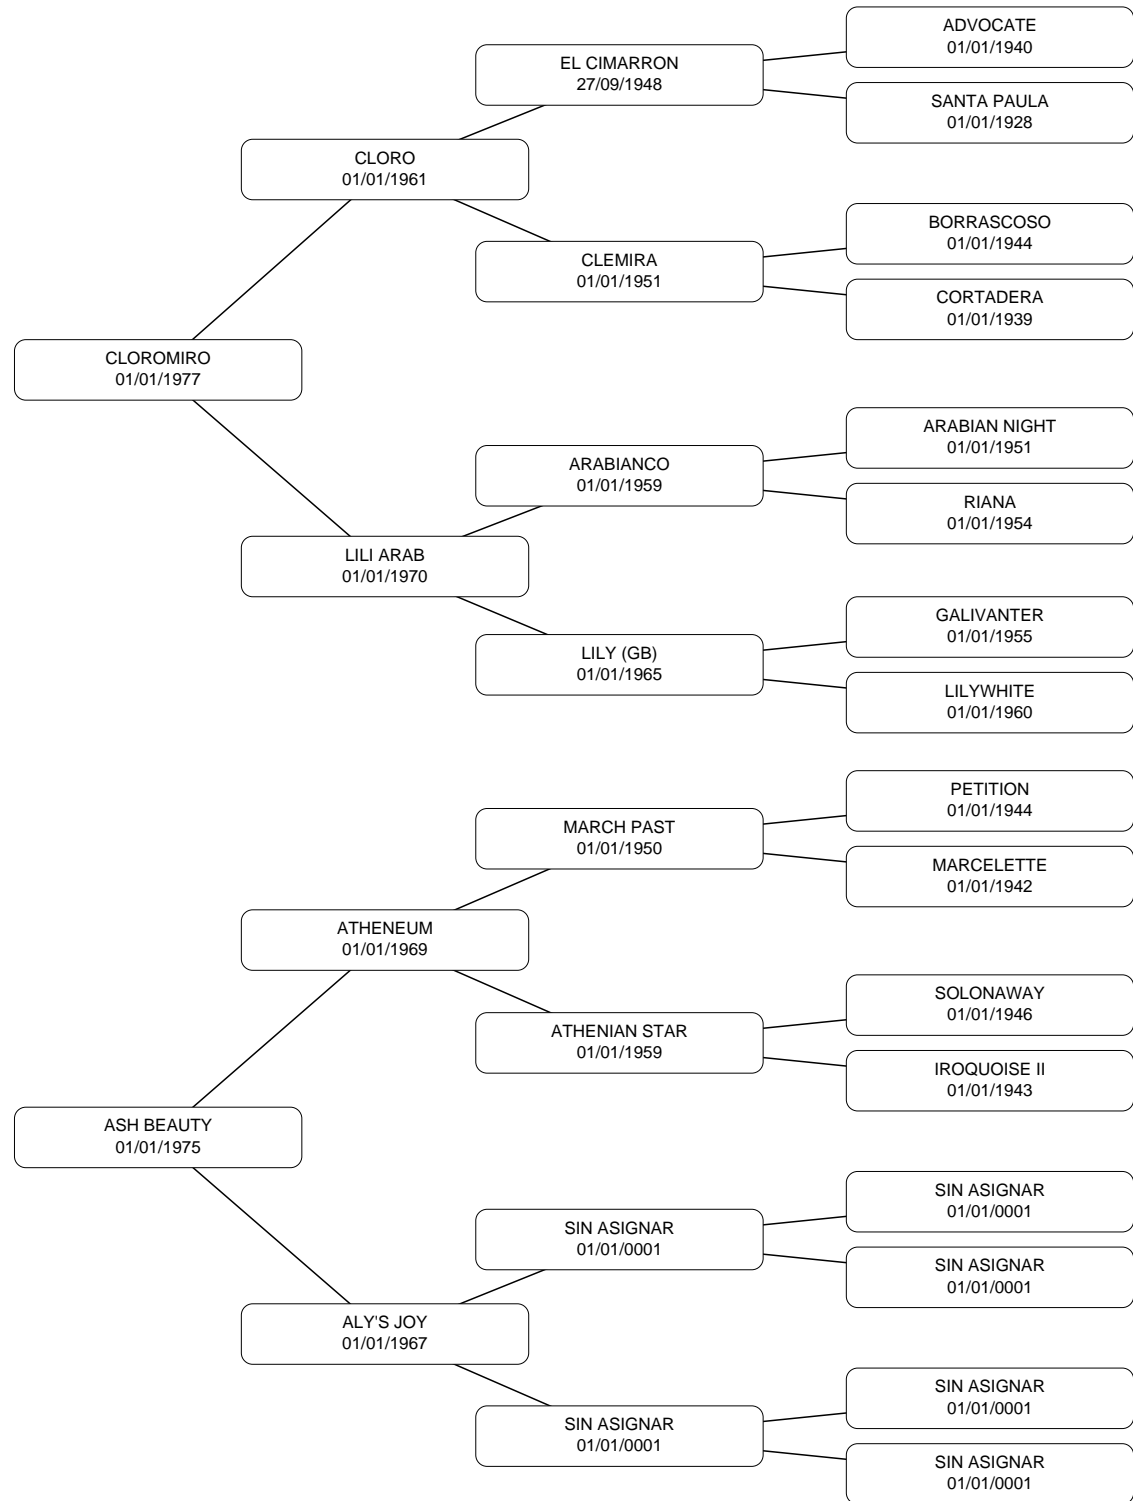 ADVOCATE
01/01/1940
EL CIMARRON
27/09/1948
SANTA PAULA
01/01/1928
CLORO
01/01/1961
BORRASCOSO
01/01/1944
CLEMIRA
01/01/1951
CORTADERA
01/01/1939
CLOROMIRO
01/01/1977
ARABIAN NIGHT
01/01/1951
ARABIANCO
01/01/1959
RIANA
01/01/1954
LILI ARAB
01/01/1970
GALIVANTER
01/01/1955
LILY (GB)
01/01/1965
LILYWHITE
01/01/1960
PETITION
01/01/1944
MARCH PAST
01/01/1950
MARCELETTE
01/01/1942
ATHENEUM
01/01/1969
SOLONAWAY
01/01/1946
ATHENIAN STAR
01/01/1959
IROQUOISE II
01/01/1943
ASH BEAUTY
01/01/1975
SIN ASIGNAR
01/01/0001
SIN ASIGNAR
01/01/0001
SIN ASIGNAR
01/01/0001
ALY'S JOY
01/01/1967
SIN ASIGNAR
01/01/0001
SIN ASIGNAR
01/01/0001
SIN ASIGNAR
01/01/0001